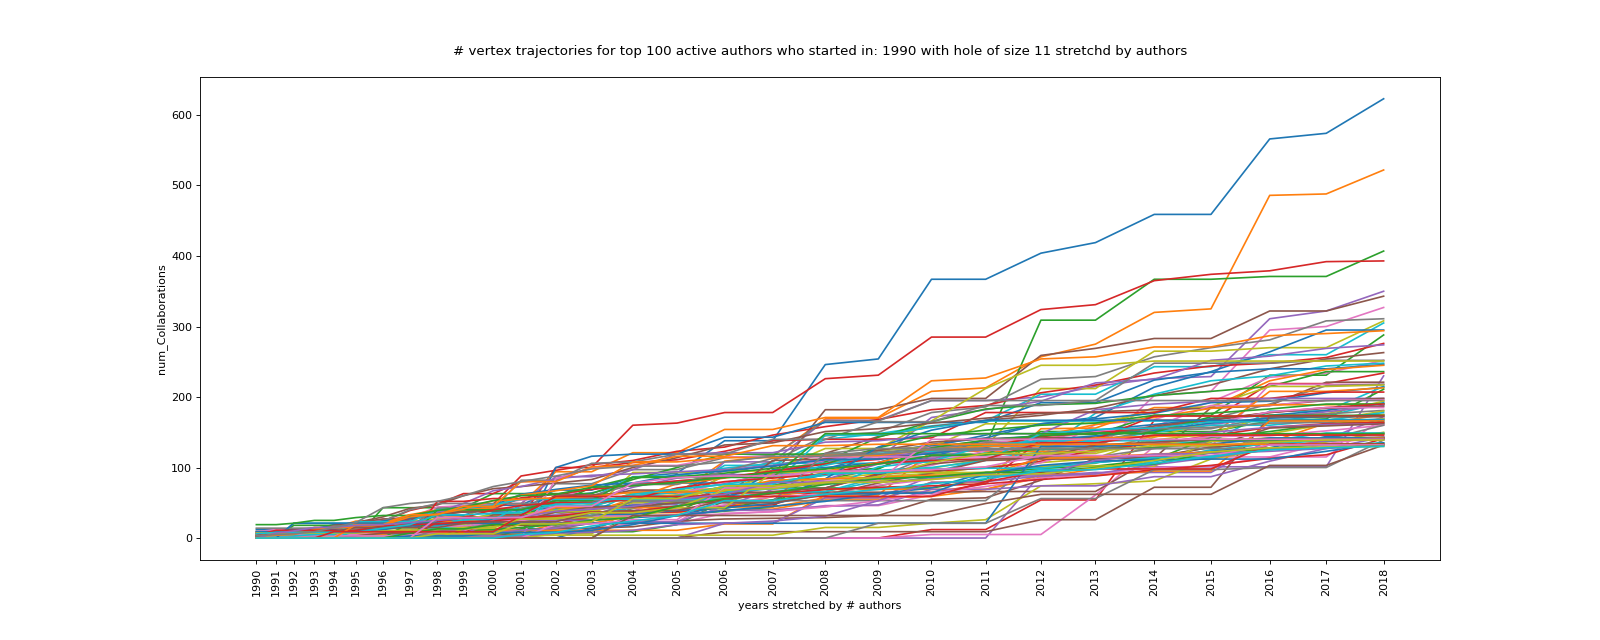 # vertex trajectories for top 100 active authors who started in: 1990 with hole of size 11 stretchd by authors
num_Collaborations
600
500
400
300
200
100
0
1990 1991 1992 1993 1994 1995 1996 1997 1998 1999 2000 2001 2002 2003 2004 2005 2006 2007 2008 2009 2010 2011 2012 2013 2014 2015 2016 2017 2018
years stretched by # authors